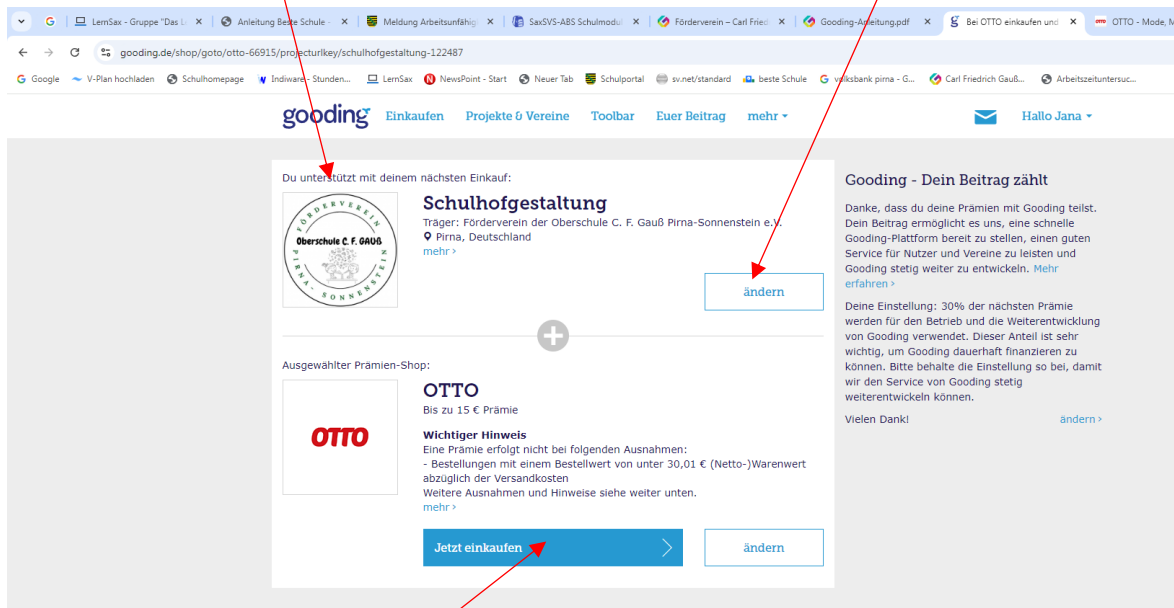 LernSax - Gruppe "Das L
Anleitung Beste Schule -
Meldung Arbeitsunfähig
SaxSVS-ABS Schulmodul
Förderverein – Carl Fried
Gooding-Anleitung.pdf
Bei OTTO einkaufen und
OTTO - Mode, M
gooding.de/shop/goto/otto-66915/projecturlkey/schulhofgestaltung-122487
Google
V-Plan hochladen
Schulhomepage
Indiware - Stunden...
LernSax
NewsPoint - Start
Neuer Tab
Schulportal
sv.net/standard
beste Schule
volksbank pirna - G...
Carl Friedrich Gauß...
Arbeitszeituntersuc...
gooding
Einkaufen
Projekte & Vereine
Toolbar
Euer Beitrag
mehr
Hallo Jana
Du unterstützt mit deinem nächsten Einkauf:
FÖRDERVEREIN
Oberschule C. F. GAUß
PIRNA - SONNENSTEIN
Schulhofgestaltung
Träger: Förderverein der Oberschule C. F. Gauß Pirna-Sonnenstein e.V.
Pirna, Deutschland
mehr ›
ändern
Ausgewählter Prämien-Shop:
OTTO
OTTO
Bis zu 15 € Prämie
Wichtiger Hinweis
Eine Prämie erfolgt nicht bei folgenden Ausnahmen:
- Bestellungen mit einem Bestellwert von unter 30,01 € (Netto-)Warenwert
abzüglich der Versandkosten
Weitere Ausnahmen und Hinweise siehe weiter unten.
mehr ›
Jetzt einkaufen
ändern
Gooding - Dein Beitrag zählt
Danke, dass du deine Prämien mit Gooding teilst.
Dein Beitrag ermöglicht es uns, eine schnelle
Gooding-Plattform bereit zu stellen, einen guten
Service für Nutzer und Vereine zu leisten und
Gooding stetig weiter zu entwickeln. Mehr
erfahren ›
Deine Einstellung: 30% der nächsten Prämie
werden für den Betrieb und die Weiterentwicklung
von Gooding verwendet. Dieser Anteil ist sehr
wichtig, um Gooding dauerhaft finanzieren zu
können. Bitte behalte die Einstellung so bei, damit
wir den Service von Gooding stetig
weiterentwickeln können.
Vielen Dank!
ändern ›